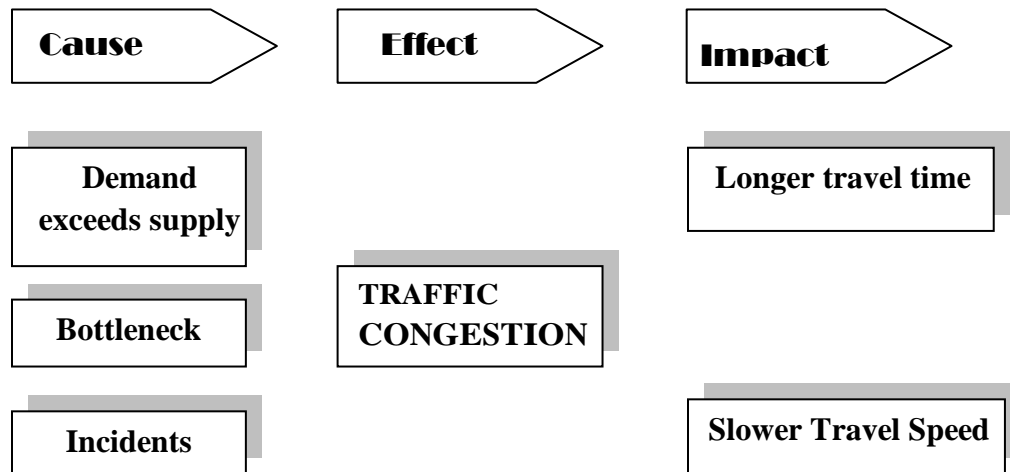 Cause
Effect
Impact
Demand
exceeds supply
Longer travel time
TRAFFIC
CONGESTION
Bottleneck
Incidents
Slower Travel Speed